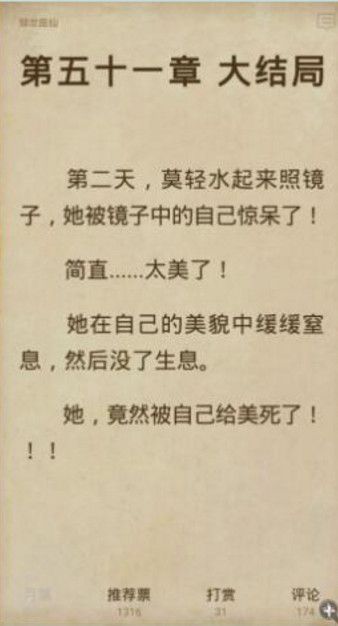 第五十一章 大结局
第二天，莫轻水起来照镜
子，她被镜子中的自己惊呆了！
简直……太美了！
她在自己的美貌中缓缓窒
息，然后没了生息。
她，竟然被自己给美死了！
！！
推荐票 打赏 评论
1316 31 174